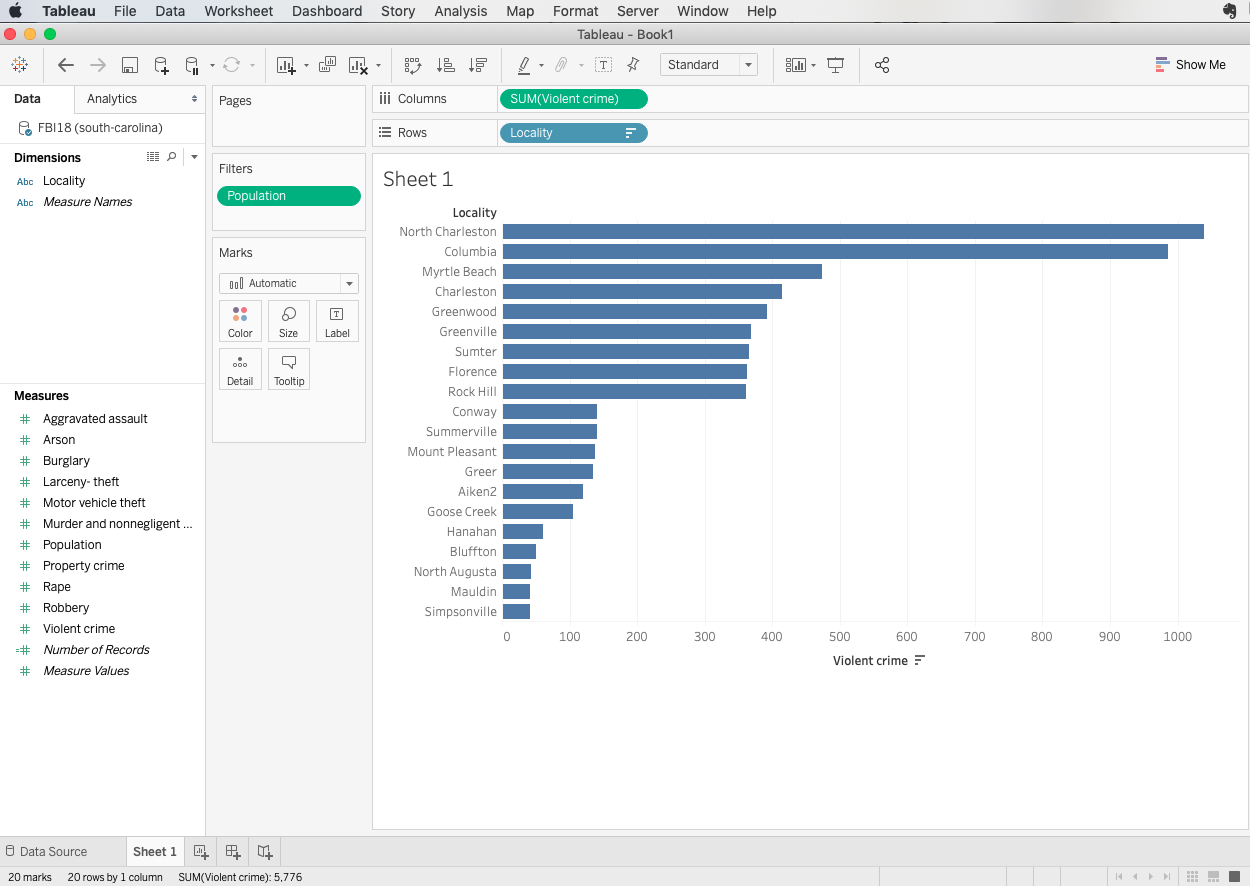 Tableau File Data Worksheet Dashboard Story Analysis Map Format Server Window Help
Tableau - Book1
Standard
Show Me
Data Analytics
FBI18 (south-carolina)
Dimensions
Abc Locality
Abc Measure Names
Measures
Aggravated assault
Arson
Burglary
Larceny- theft
Motor vehicle theft
Murder and nonnegligent ...
Population
Property crime
Rape
Robbery
Violent crime
Number of Records
Measure Values
Pages
Filters
Population
Marks
Automatic
Color Size Label
Detail Tooltip
Columns SUM(Violent crime)
Rows Locality
Sheet 1
Locality
North Charleston
Columbia
Myrtle Beach
Charleston
Greenwood
Greenville
Sumter
Florence
Rock Hill
Conway
Summerville
Mount Pleasant
Greer
Aiken2
Goose Creek
Hanahan
Bluffton
North Augusta
Mauldin
Simpsonville
0 100 200 300 400 500 600 700 800 900 1000
Violent crime
Data Source Sheet 1
20 marks 20 rows by 1 column SUM(Violent crime): 5,776